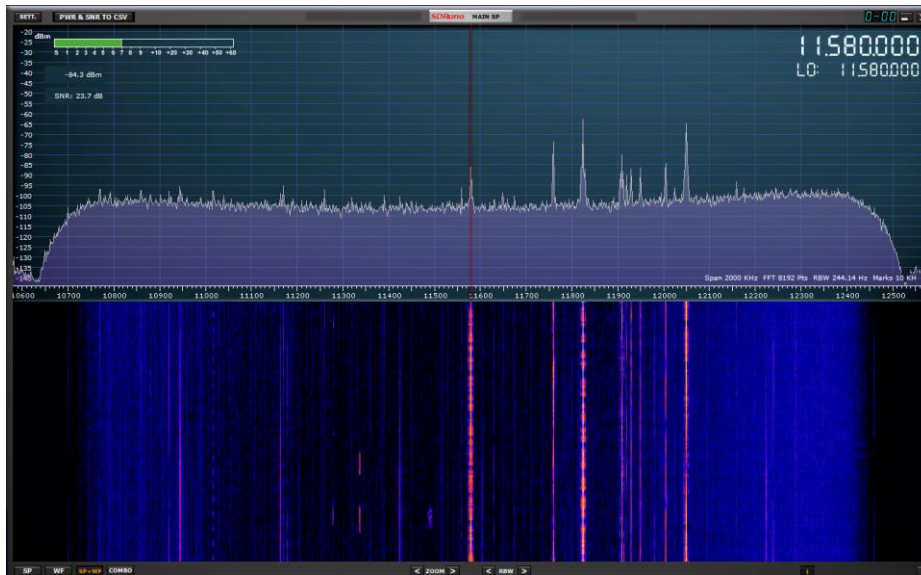 SETT. PWR & SNR TO CSV SDRuno MAIN SP 0-00
dBm
S 1 2 3 4 5 6 7 8 9 +10 +20 +30 +40 +50 +60
-84.3 dBm
SNR: 23.7 dB
11.580.000
LO: 11.580.000
-20
-25
-30
-35
-40
-45
-50
-55
-60
-65
-70
-75
-80
-85
-90
-95
-100
-105
-110
-115
-120
-125
-130
-135
-140
Span 2000 KHz FFT 8192 Pts RBW 244.14 Hz Marks 10 KH
10600 10700 10800 10900 11000 11100 11200 11300 11400 11500 11600 11700 11800 11900 12000 12100 12200 12300 12400 12500
SP WF SP+WF COMBO < ZOOM > < RBW > i